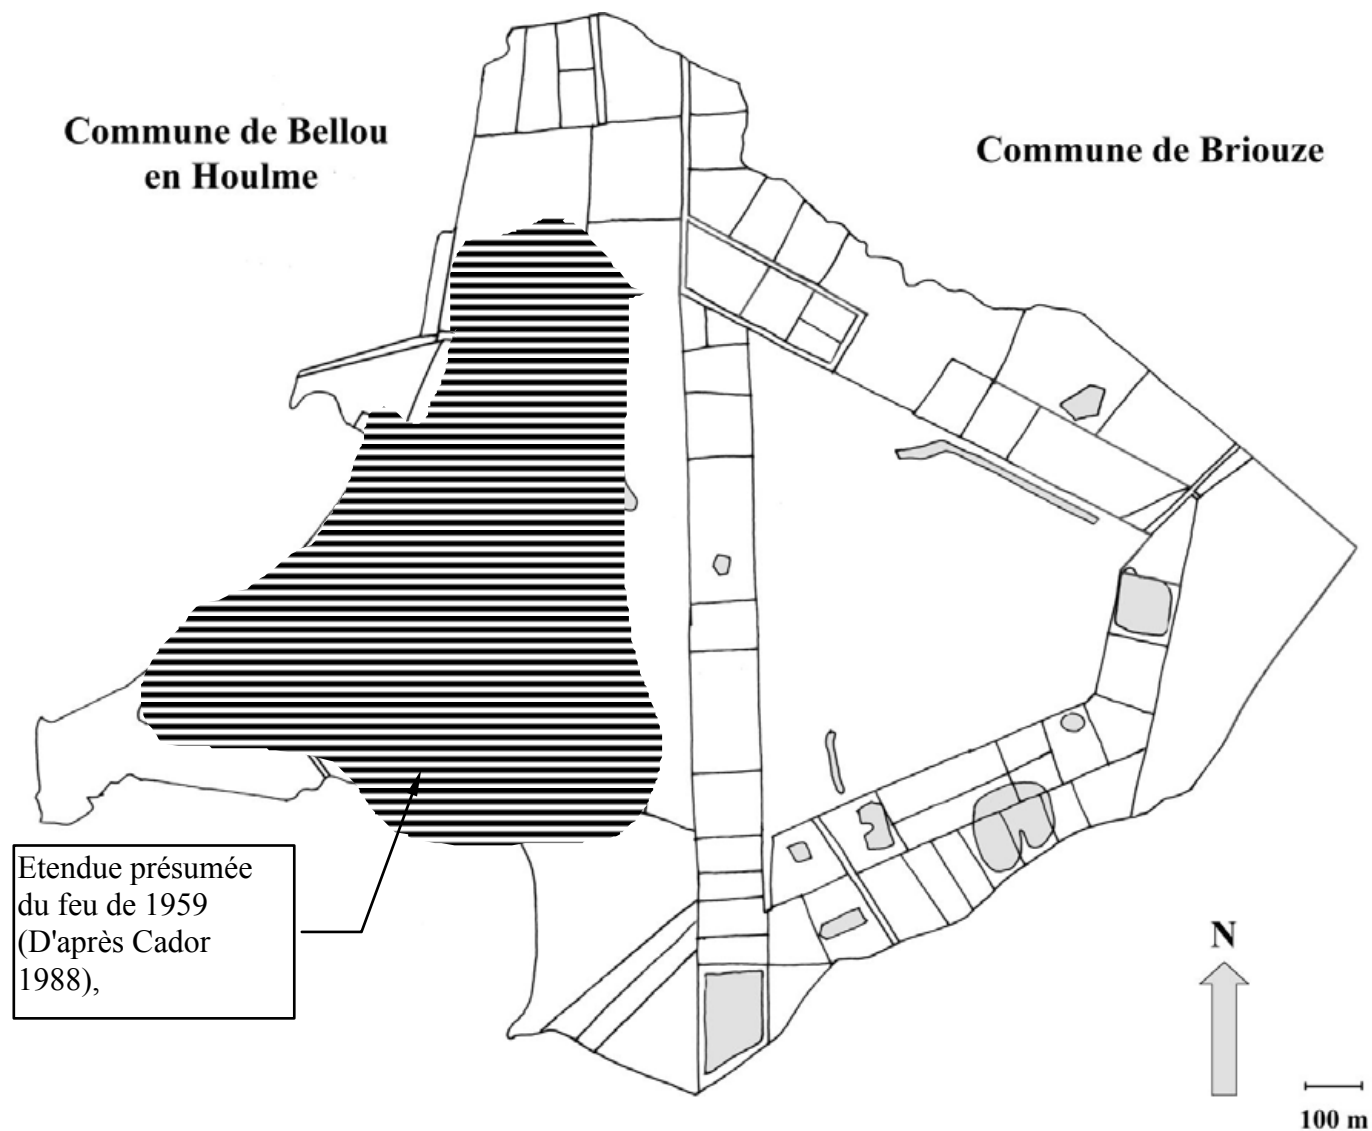 Commune de Bellou
en Houlme
Commune de Briouze
Etendue présumée
du feu de 1959
(D'après Cador
1988),
N
100 m